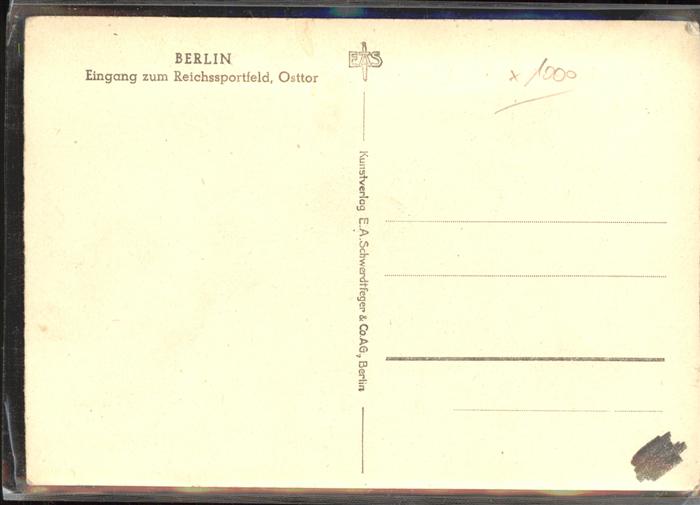 BERLIN
Eingang zum Reichssportfeld, Osttor
EAS
Kunstverlag E.A. Schwerdtfeger & Co AG, Berlin
x/1000